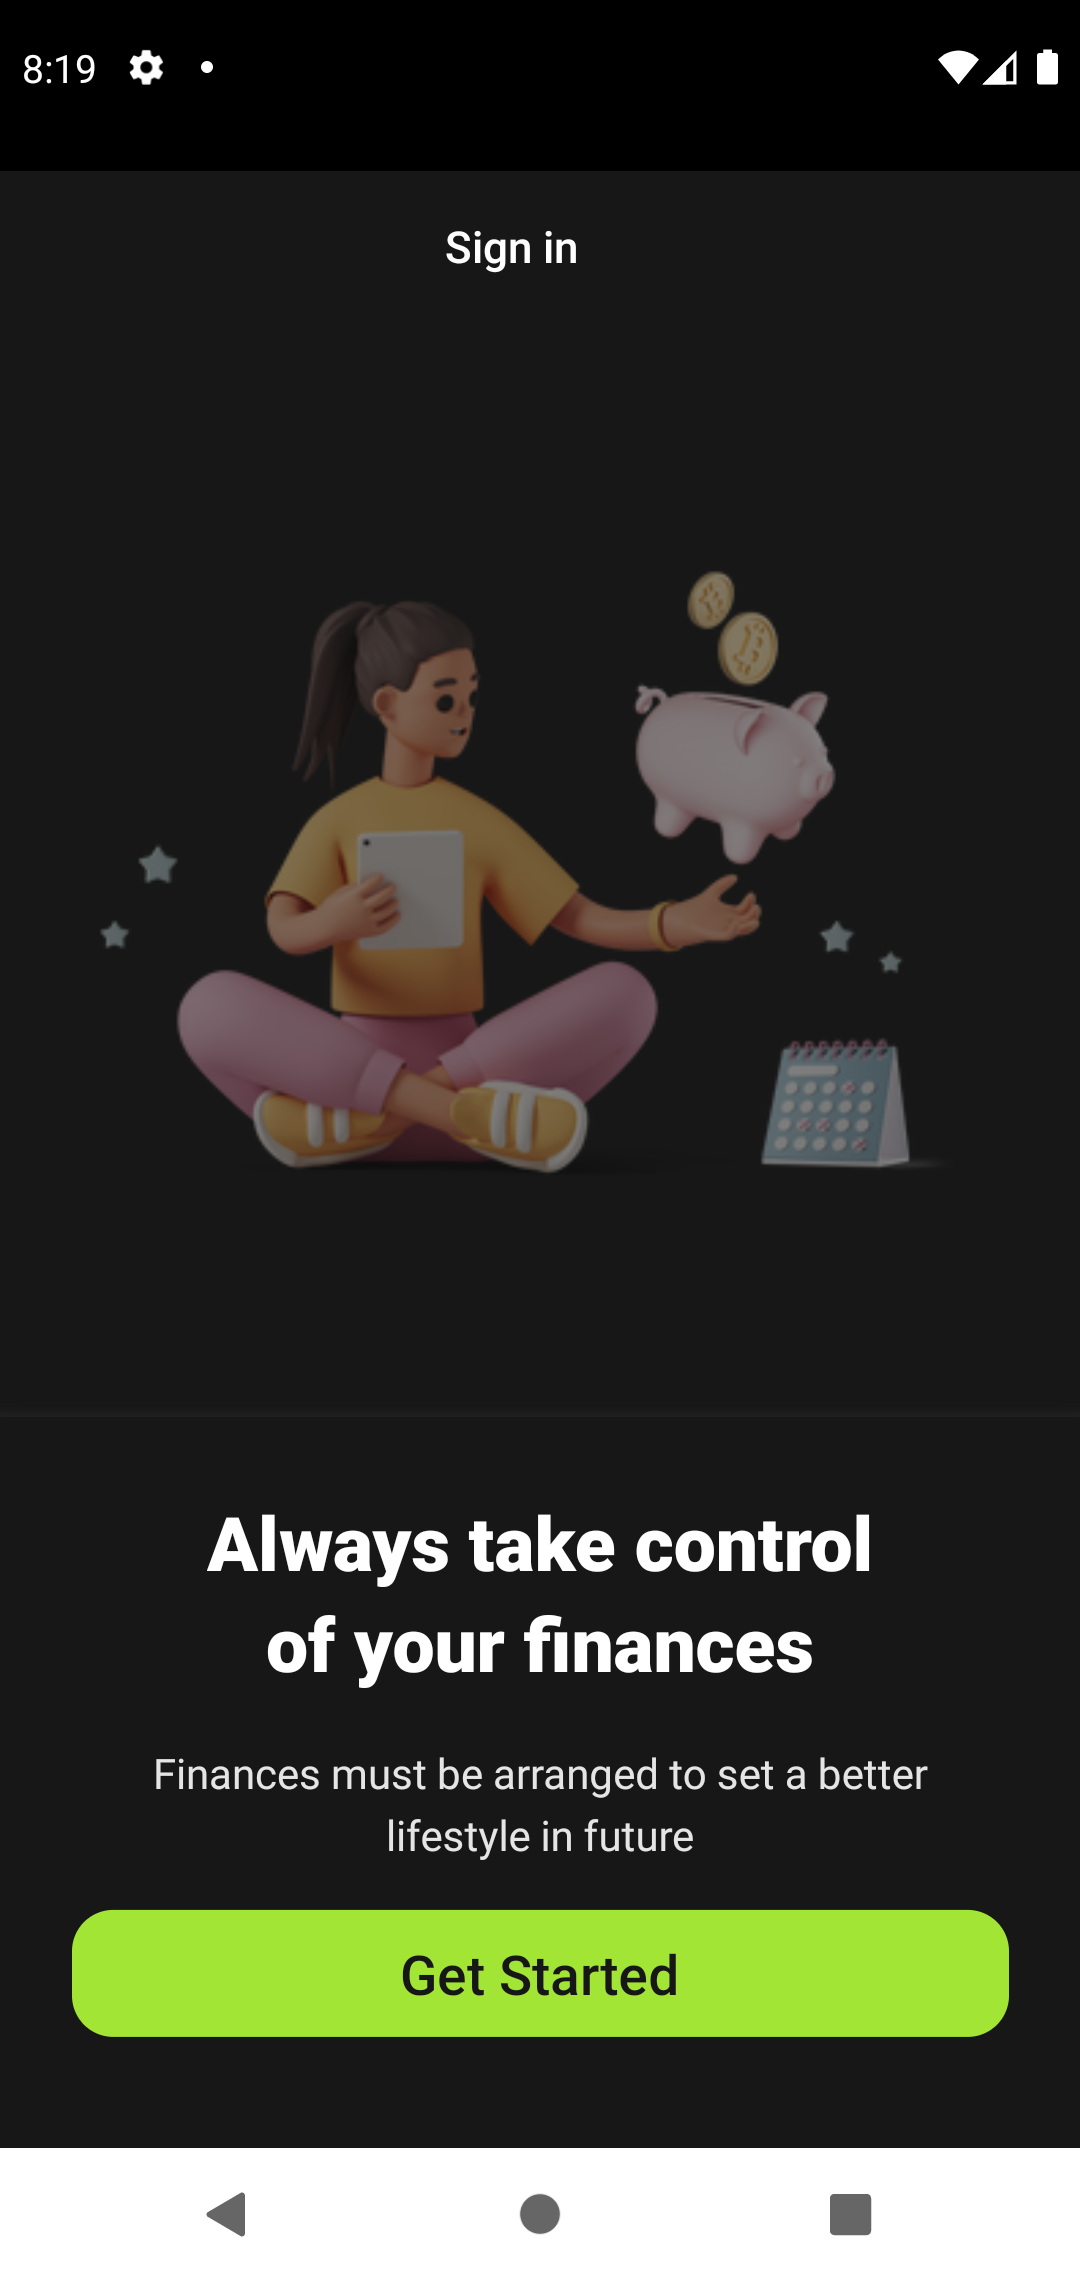 8:19
Sign in
Always take control
of your finances
Finances must be arranged to set a better
lifestyle in future
Get Started